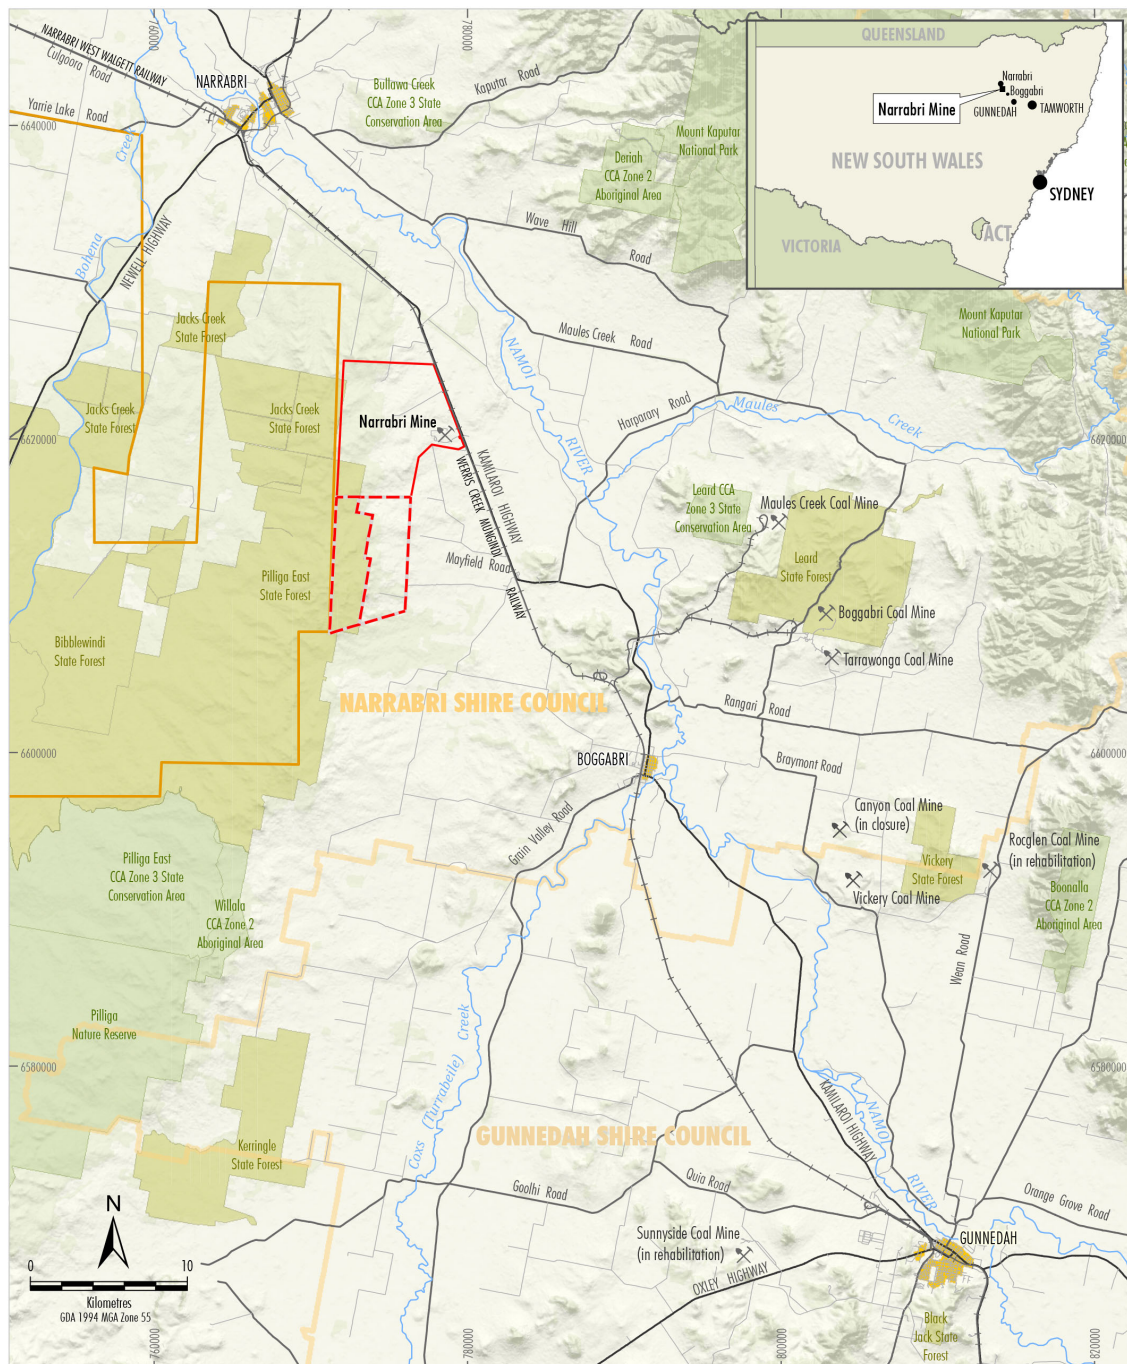 760000
780000
NARRABRI WEST WALGETT RAILWAY
Culgoora Road
NARRABRI
Yarrie Lake Road
6640000
Creek
Bohena
NEWELL HIGHWAY
Bullawa Creek
CCA Zone 3 State
Conservation Area
Kaputar Road
Deriah
CCA Zone 2
Aboriginal Area
Mount Kaputar
National Park
Wave Hill
Road
Maules Creek Road
QUEENSLAND
Narrabri
Boggabri
Narrabri Mine
GUNNEDAH
TAMWORTH
NEW SOUTH WALES
SYDNEY
ACT
VICTORIA
Mount Kaputar
National Park
Jacks Creek
State Forest
Jacks Creek
State Forest
Jacks Creek
State Forest
Narrabri Mine
NAMOI
RIVER
Harparary Road
Maules
Creek
6620000
6620000
KAMILAROI HIGHWAY
WERRIS CREEK MUNGINDI
RAILWAY
Mayfield Road
Leard CCA
Zone 3 State
Conservation Area
Maules Creek Coal Mine
Leard
State Forest
Boggabri Coal Mine
Tarrawonga Coal Mine
Pilliga East
State Forest
Bibblewindi
State Forest
NARRABRI SHIRE COUNCIL
Rangari Road
6600000
6600000
BOGGABRI
Braymont Road
Grain Valley Road
Canyon Coal Mine
(in closure)
Rocglen Coal Mine
(in rehabilitation)
Vickery
State Forest
Vickery Coal Mine
Boonalla
CCA Zone 2
Aboriginal Area
Pilliga East
CCA Zone 3 State
Conservation Area
Willala
CCA Zone 2
Aboriginal Area
Wean Road
Pilliga
Nature Reserve
Coxs (Turrabeile) Creek
6580000
6580000
KAMILAROI HIGHWAY
NAMOI
RIVER
GUNNEDAH SHIRE COUNCIL
Kerringle
State Forest
Goolhi Road
Quia Road
Orange Grove Road
Sunnyside Coal Mine
(in rehabilitation)
GUNNEDAH
OXLEY HIGHWAY
Black
Jack State
Forest
N
0
10
Kilometres
GDA 1994 MGA Zone 55
760000
780000
800000
820000